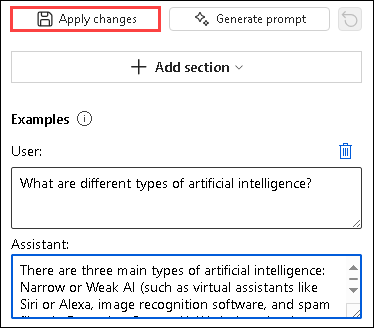 Apply changes
Generate prompt
Add section
Examples
User:
What are different types of artificial intelligence?
Assistant:
There are three main types of artificial intelligence:
Narrow or Weak AI (such as virtual assistants like
Siri or Alexa, image recognition software, and spam